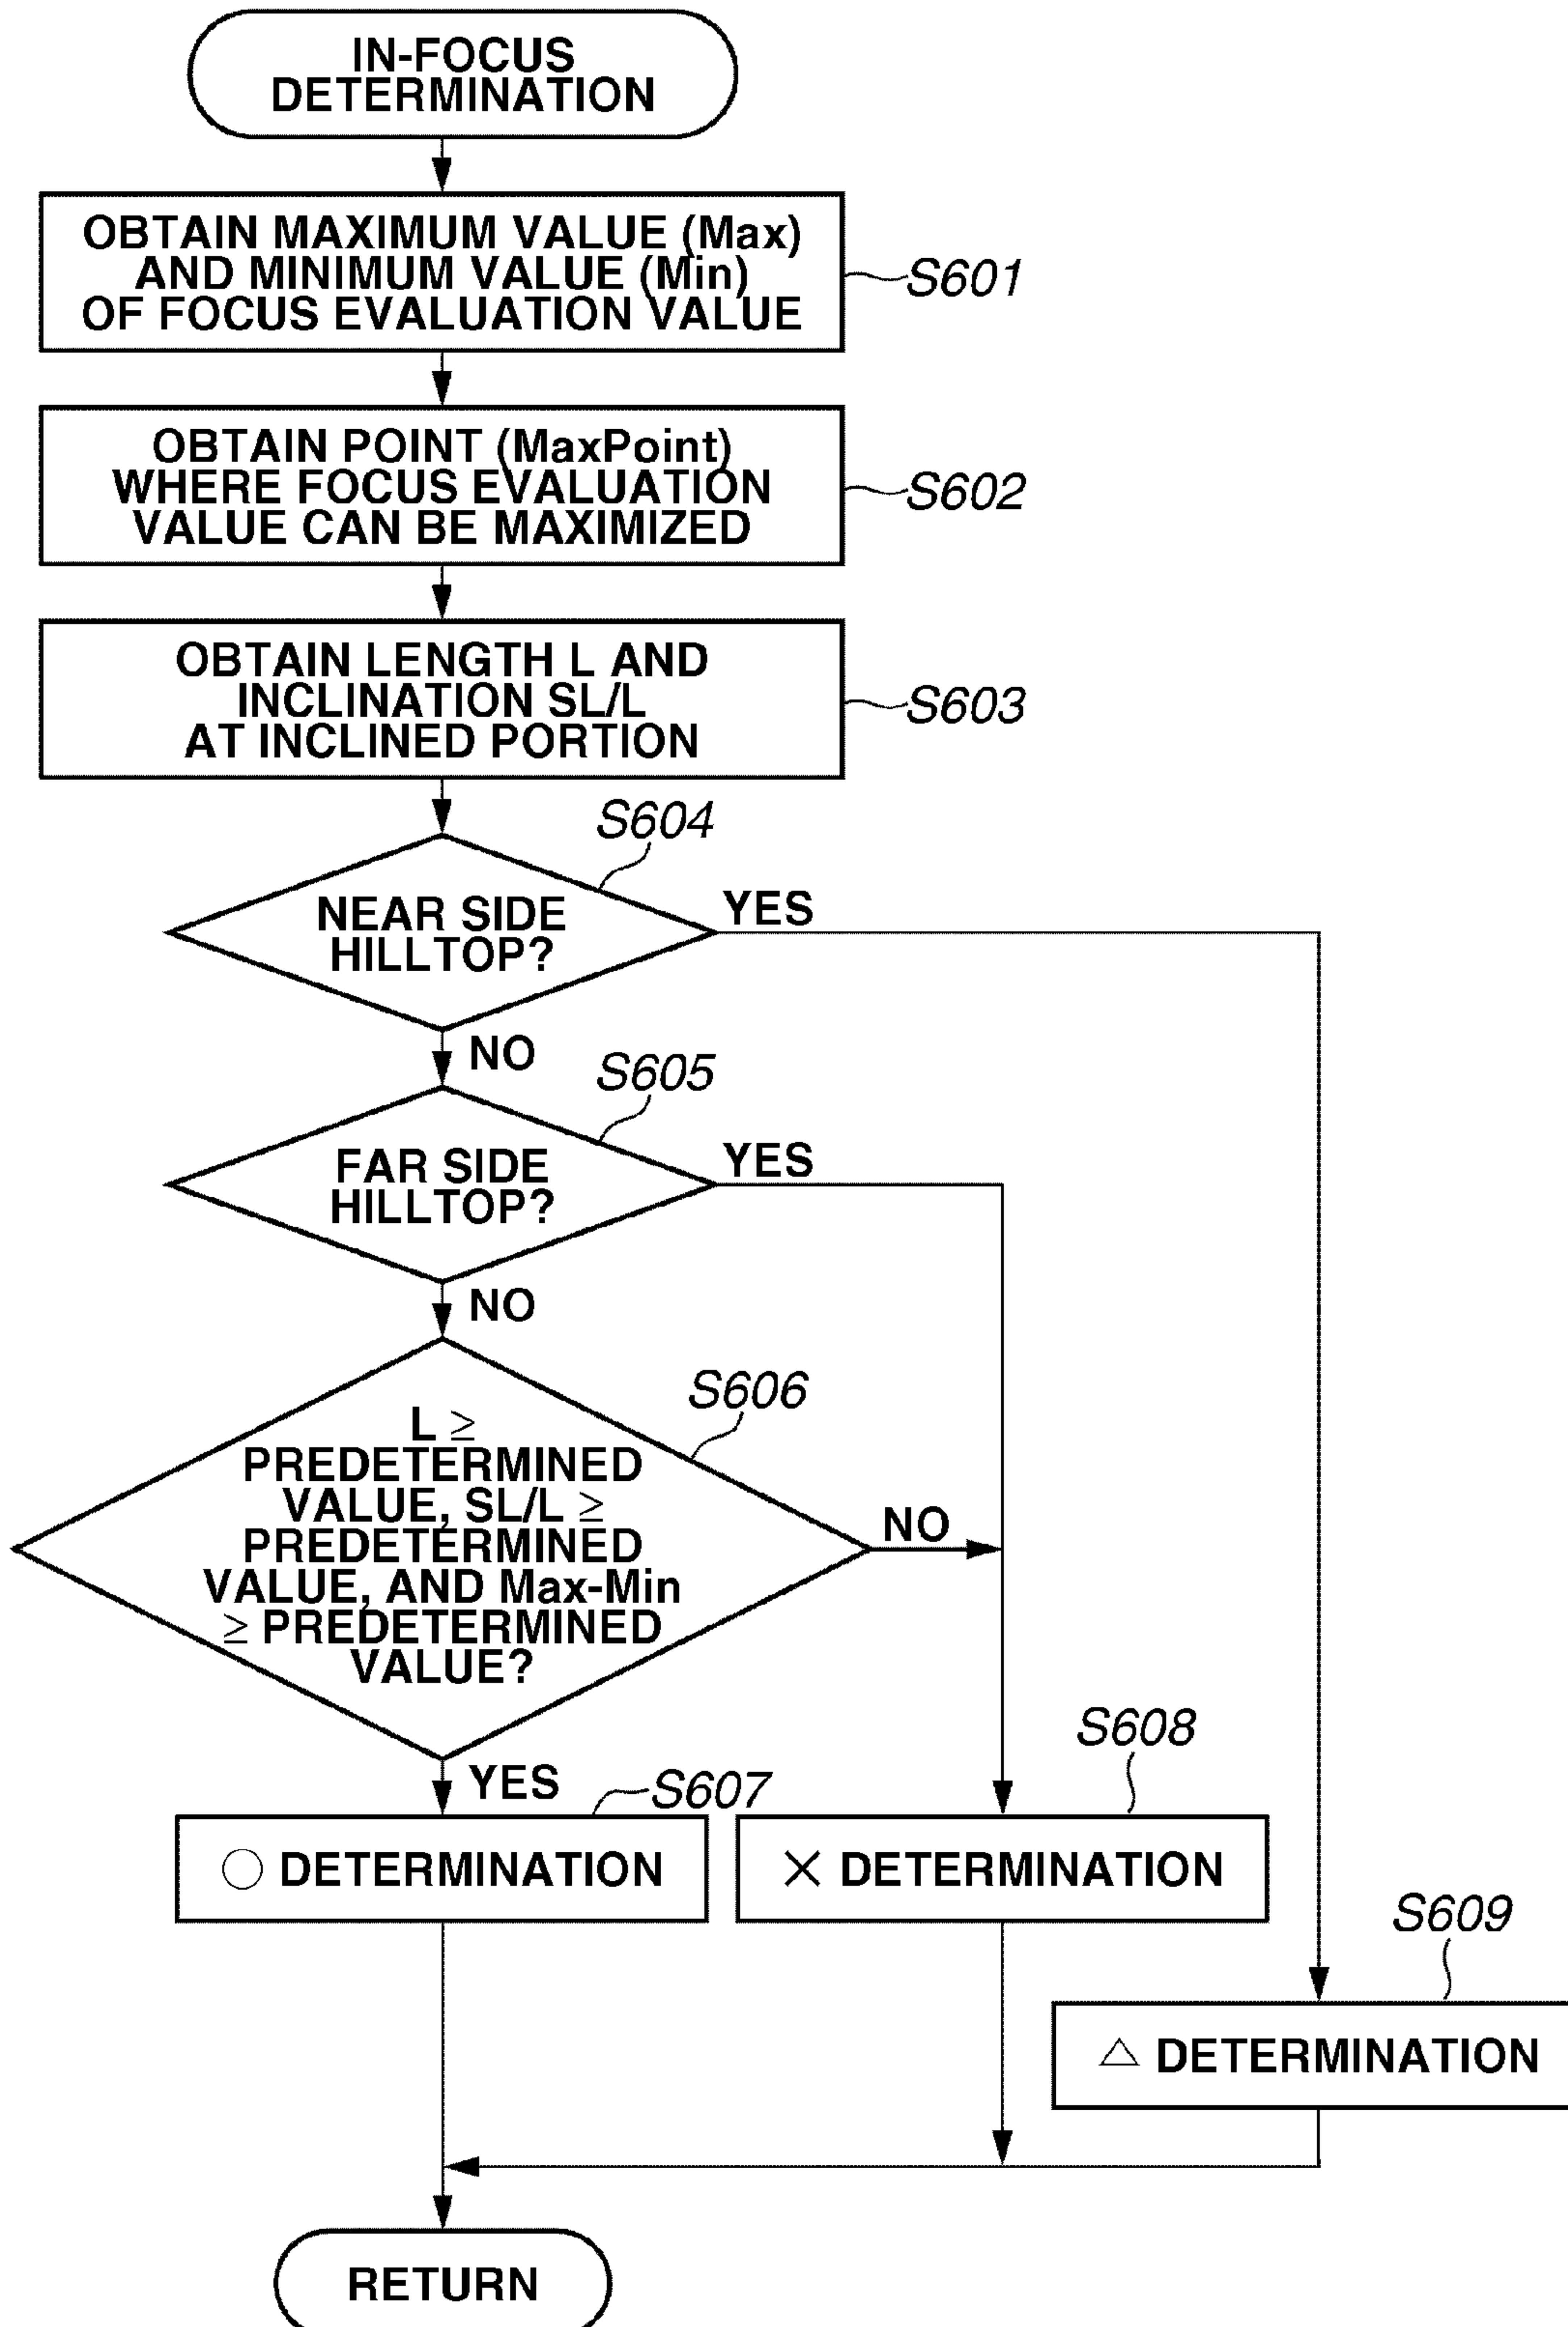 IN-FOCUS
DETERMINATION
OBTAIN MAXIMUM VALUE (Max)
AND MINIMUM VALUE (Min)
OF FOCUS EVALUATION VALUE
S601
OBTAIN POINT (MaxPoint)
WHERE FOCUS EVALUATION
VALUE CAN BE MAXIMIZED
S602
OBTAIN LENGTH L AND
INCLINATION SL/L
AT INCLINED PORTION
S603
S604
NEAR SIDE
HILLTOP?
YES
NO
S605
FAR SIDE
HILLTOP?
YES
NO
S606
L ≥
PREDETERMINED
VALUE, SL/L ≥
PREDETERMINED
VALUE, AND Max-Min
≥ PREDETERMINED
VALUE?
NO
YES
S607
○ DETERMINATION
S608
× DETERMINATION
S609
△ DETERMINATION
RETURN